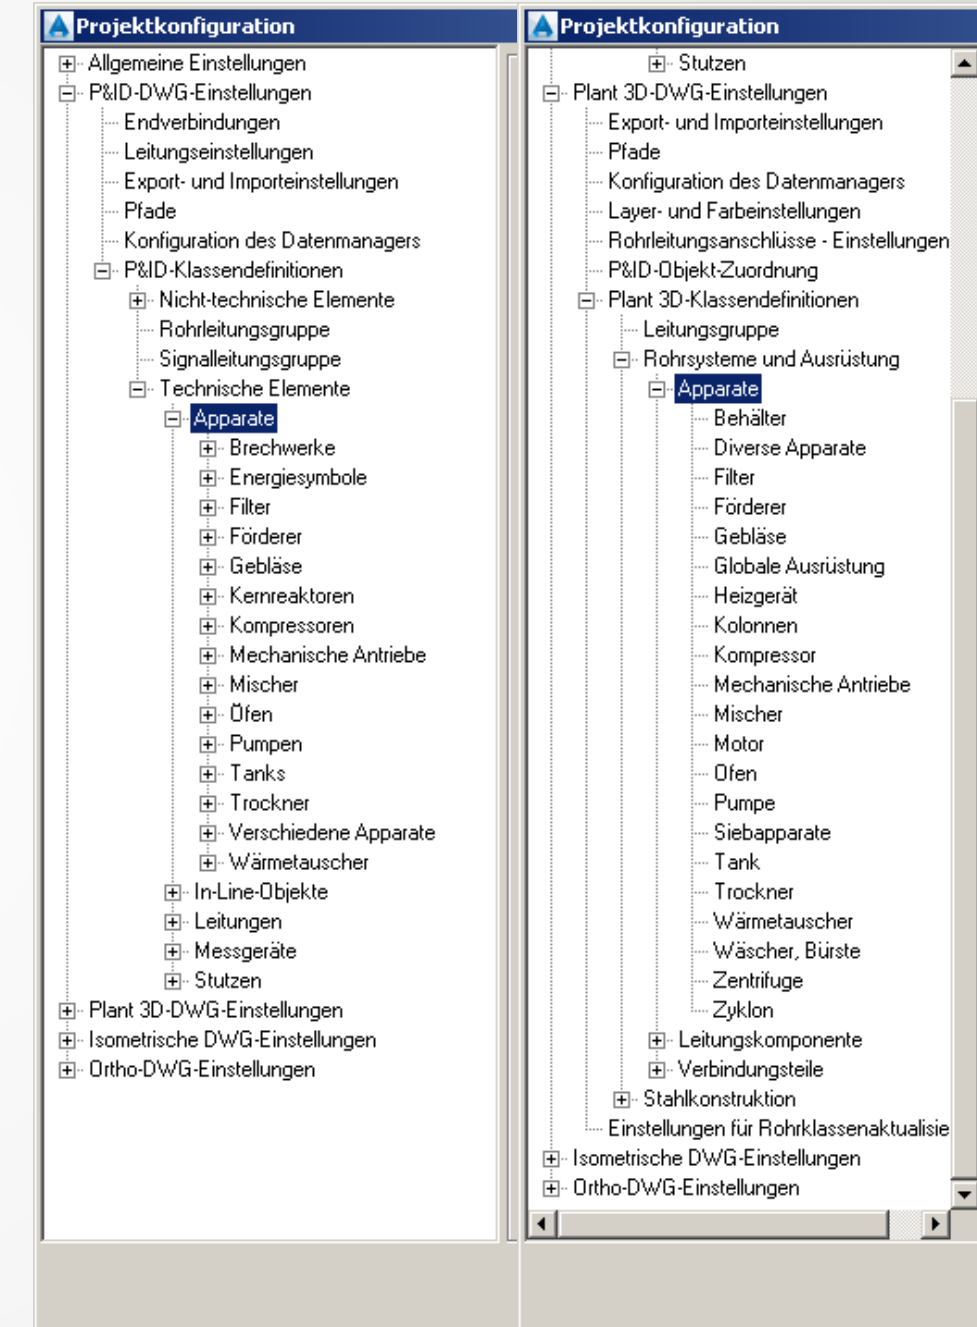 Projektkonfiguration
Allgemeine Einstellungen
P&ID-DWG-Einstellungen
Endverbindungen
Leitungseinstellungen
Export- und Importeinstellungen
Pfade
Konfiguration des Datenmanagers
P&ID-Klassendefinitionen
Nicht-technische Elemente
Rohrleitungsgruppe
Signalleitungsgruppe
Technische Elemente
Apparate
Brechwerke
Energiesymbole
Filter
Förderer
Gebläse
Kernreaktoren
Kompressoren
Mechanische Antriebe
Mischer
Öfen
Pumpen
Tanks
Trockner
Verschiedene Apparate
Wärmetauscher
In-Line-Objekte
Leitungen
Messgeräte
Stutzen
Plant 3D-DWG-Einstellungen
Isometrische DWG-Einstellungen
Ortho-DWG-Einstellungen
Projektkonfiguration
Stutzen
Plant 3D-DWG-Einstellungen
Export- und Importeinstellungen
Pfade
Konfiguration des Datenmanagers
Layer- und Farbeinstellungen
Rohrleitungsanschlüsse - Einstellungen
P&ID-Objekt-Zuordnung
Plant 3D-Klassendefinitionen
Leitungsgruppe
Rohrsysteme und Ausrüstung
Apparate
Behälter
Diverse Apparate
Filter
Förderer
Gebläse
Globale Ausrüstung
Heizgerät
Kolonnen
Kompressor
Mechanische Antriebe
Mischer
Motor
Ofen
Pumpe
Siebapparate
Tank
Trockner
Wärmetauscher
Wäscher, Bürste
Zentrifuge
Zyklon
Leitungskomponente
Verbindungsteile
Stahlkonstruktion
Einstellungen für Rohrklassenaktualisie
Isometrische DWG-Einstellungen
Ortho-DWG-Einstellungen